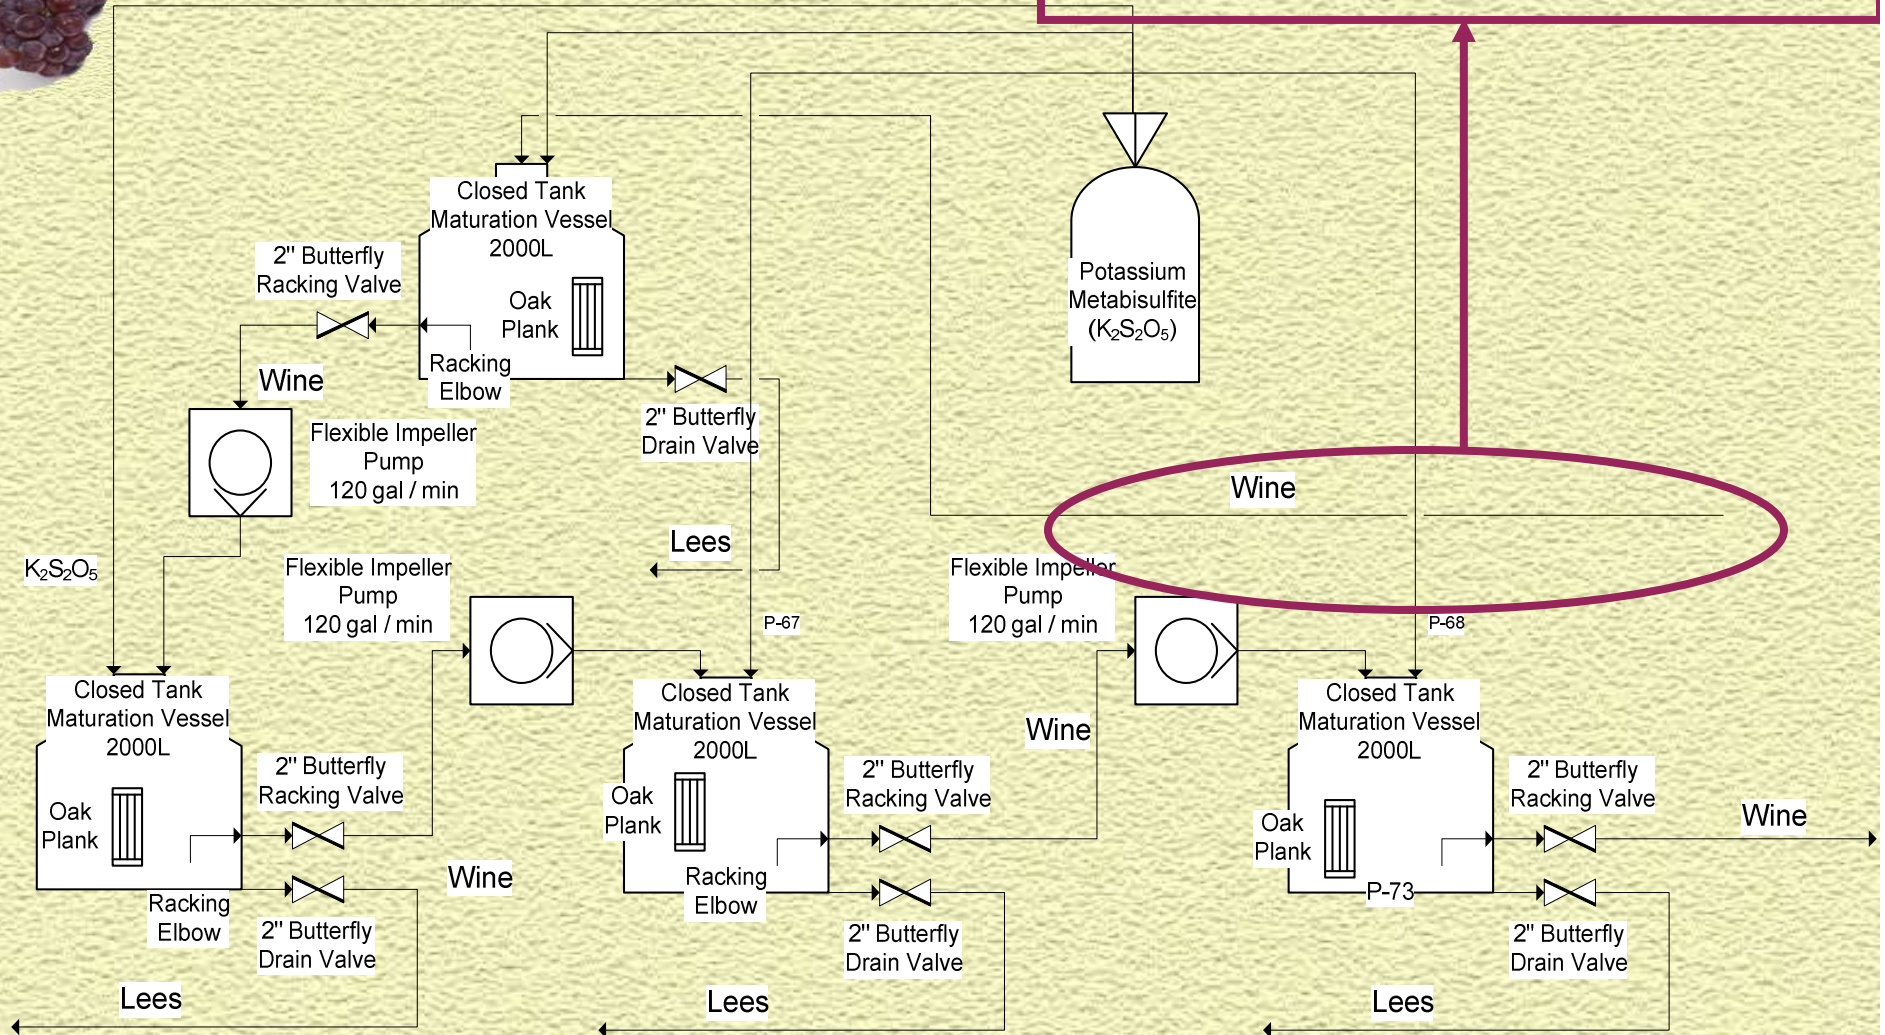 Closed Tank
Maturation Vessel
2000L
2" Butterfly
Racking Valve
Oak
Plank
Racking
Elbow
Potassium
Metabisulfite
(K₂S₂O₅)
Wine
2" Butterfly
Drain Valve
Flexible Impeller
Pump
120 gal / min
Wine
Lees
K₂S₂O₅
Flexible Impeller
Pump
120 gal / min
Flexible Impeller
Pump
120 gal / min
P-67
P-68
Closed Tank
Maturation Vessel
2000L
Oak
Plank
2" Butterfly
Racking Valve
Racking
Elbow
2" Butterfly
Drain Valve
Wine
Lees
Closed Tank
Maturation Vessel
2000L
Oak
Plank
2" Butterfly
Racking Valve
Racking
Elbow
2" Butterfly
Drain Valve
Wine
Lees
Closed Tank
Maturation Vessel
2000L
Oak
Plank
2" Butterfly
Racking Valve
P-73
2" Butterfly
Drain Valve
Wine
Lees